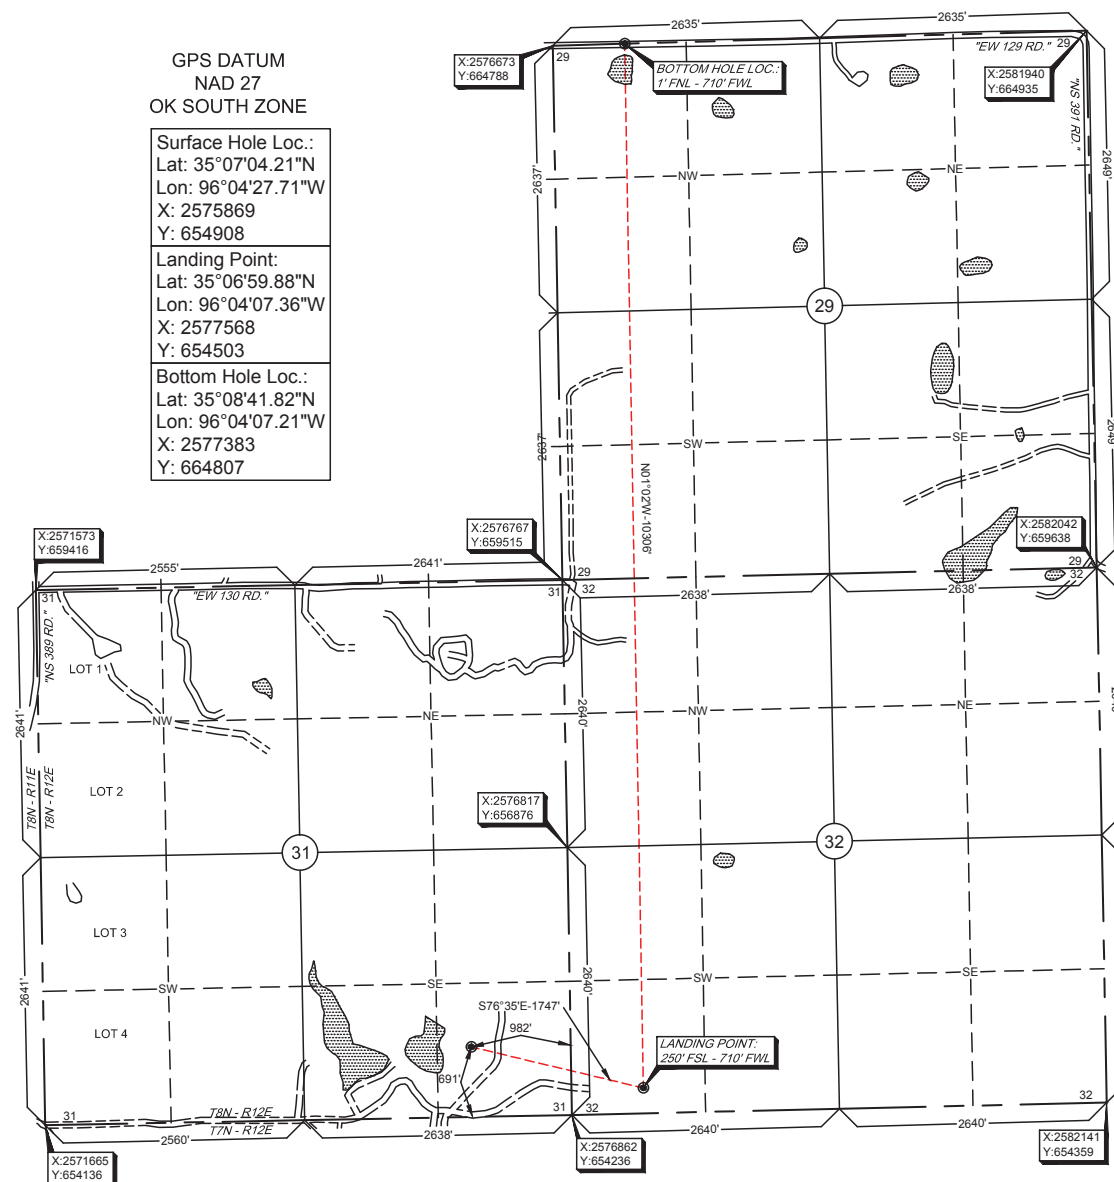 GPS DATUM
NAD 27
OK SOUTH ZONE
Surface Hole Loc.:
Lat: 35°07'04.21"N
Lon: 96°04'27.71"W
X: 2575869
Y: 654908
Landing Point:
Lat: 35°06'59.88"N
Lon: 96°04'07.36"W
X: 2577568
Y: 654503
Bottom Hole Loc.:
Lat: 35°08'41.82"N
Lon: 96°04'07.21"W
X: 2577383
Y: 664807
2635'
2635'
X:2576673
Y:664788
29
BOTTOM HOLE LOC.:
1' FNL - 710' FWL
"EW 129 RD."
29
X:2581940
Y:664935
"NS 391 RD."
2637'
NW
NE
2649'
29
2637'
SW
SE
2649'
N01°02'W-10306'
X:2571573
Y:659416
X:2576767
Y:659515
X:2582042
Y:659638
2555'
2641'
29
29
31
"EW 130 RD."
31
32
2638'
2638'
32
"NS 389 RD."
LOT 1
2641'
NW
NE
2640'
NW
NE
T8N - R11E
T8N - R12E
LOT 2
X:2576817
Y:656876
31
32
LOT 3
2641'
SW
SE
2640'
SW
SE
S76°35'E-1747'
982'
LOT 4
LANDING POINT:
250' FSL - 710' FWL
691'
31
T8N - R12E
T7N - R12E
31
32
32
2560'
2638'
2640'
2640'
X:2571665
Y:654136
X:2576862
Y:654236
X:2582141
Y:654359